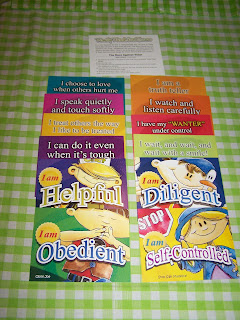 I choose to love
when others hurt me
I speak quietly
and touch softly
I treat others the way
I like to be treated
I can do it even
when it's tough
I am
Helpful
I am
Obedient
I am a
truth teller
I watch and
listen carefully
I have my "WANTER"
under control
I wait, and wait, and
wait with a smile!
I am
Diligent
STOP
I am
Self-Controlled